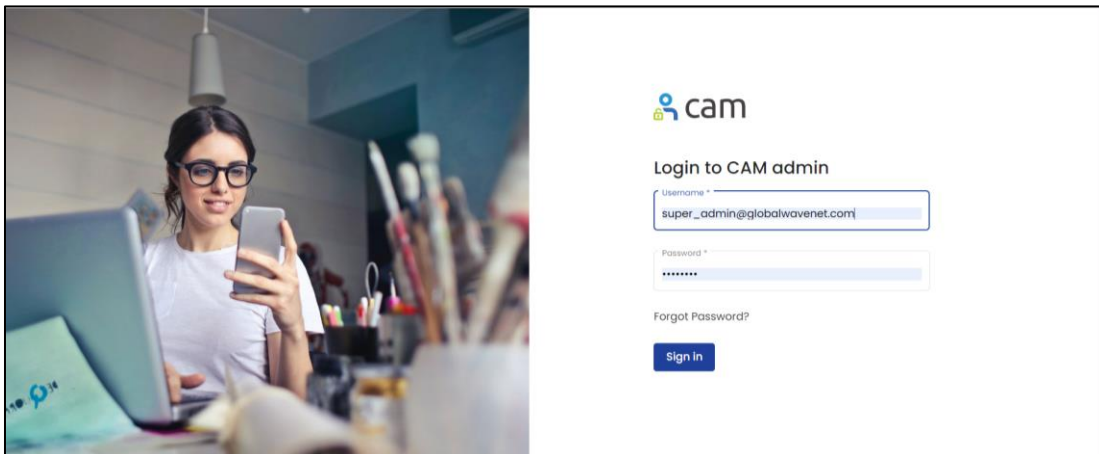 cam
Login to CAM admin
Username *
super_admin@globalwavenet.com
Password *
••••••••
Forgot Password?
Sign in